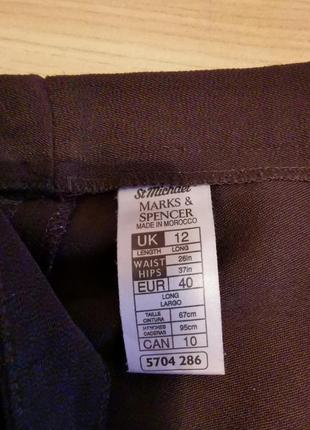 St Michael
MARKS &
SPENCER
MADE IN MOROCCO
UK 12
LENGTH LONG
WAIST 26in
HIPS 37in
EUR 40
LONG
LARGO
TAILLE
CINTURA 67cm
HANCHES
CADERAS 95cm
CAN 10
5704 286